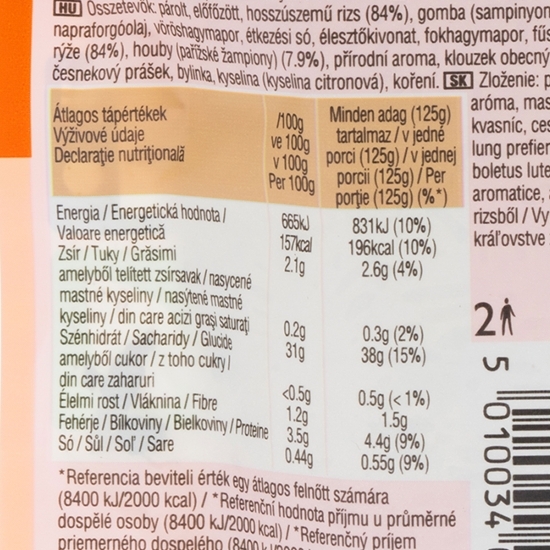 HU Összetevők: párolt, előfőzött, hosszúszemű rizs (84%), gomba (sampinyon
napraforgóolaj, vöröshagymapor, étkezési só, élesztőkivonat, fokhagymapor, fűs
rýže (84%), houby (pařížské žampiony) (7.9%), přírodní aroma, klouzek obecný
česnekový prášek, bylinka, kyselina (kyselina citronová), koření. SK Zloženie: p
aróma, mas
kvasníc, ces
lung prefier
boletus lute
aromatice,
rizsből / Vy
kráľovstve
Átlagos tápértékek
Výživové údaje
Declarație nutrițională
/100g
ve 100g
v 100g
Per 100g
Minden adag (125g)
tartalmaz / v jedné
porci (125g) / v jednej
porcii (125g) / Per
porție (125g) (%*)
Energia / Energetická hodnota /
Valoare energetică
665kJ 831kJ (10%)
157kcal 196kcal (10%)
Zsír / Tuky / Grăsimi 2.1g 2.6g (4%)
amelyből telített zsírsavak / nasycené
mastné kyseliny / nasýtené mastné
kyseliny / din care acizi grași saturați 0.2g 0.3g (2%)
Szénhidrát / Sacharidy / Glucide 31g 38g (15%)
amelyből cukor / z toho cukry /
din care zaharuri <0.5g 0.5g (< 1%)
Élelmi rost / Vláknina / Fibre 1.2g 1.5g
Fehérje / Bílkoviny / Bielkoviny / Proteine 3.5g 4.4g (9%)
Só / Sůl / Soľ / Sare 0.44g 0.55g (9%)
*Referencia beviteli érték egy átlagos felnőtt számára
(8400 kJ/2000 kcal) / *Referenční hodnota příjmu u průměrné
dospělé osoby (8400 kJ/2000 kcal) / *Referenčný príjem
priemerného dospelého (8400
2
5 010034